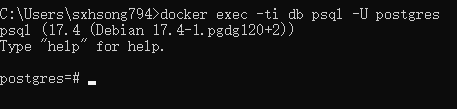 C:\Users\sxhsong794>docker exec -ti db psql -U postgres
psql (17.4 (Debian 17.4-1.pgdg120+2))
Type "help" for help.
postgres=#